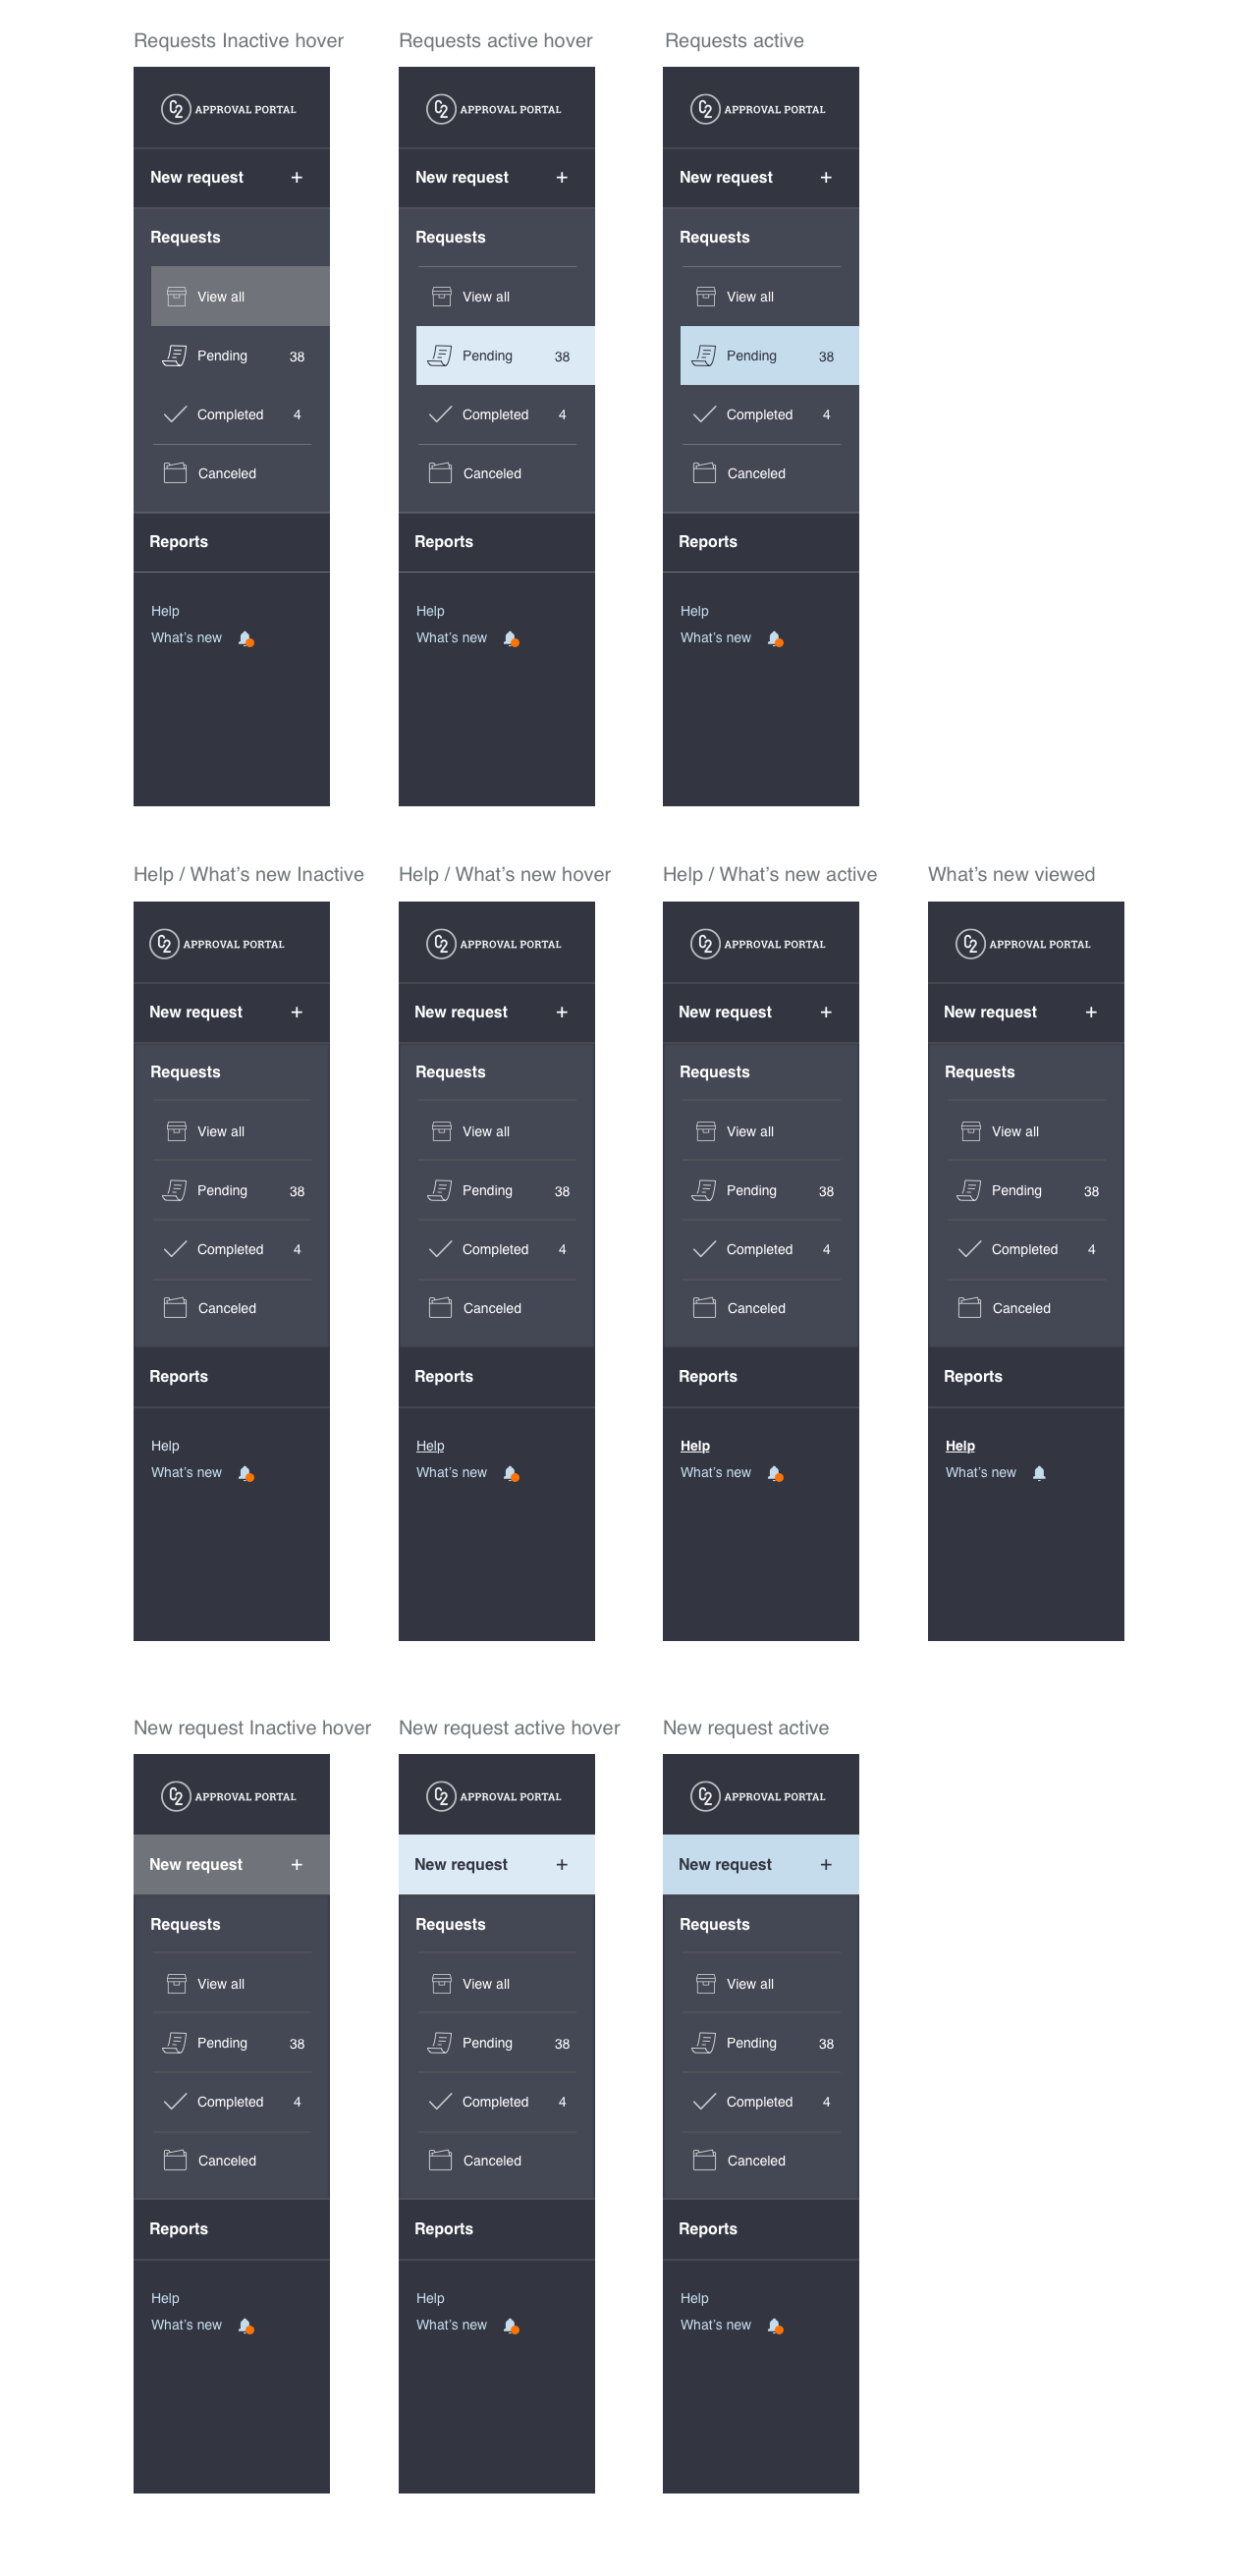 Requests Inactive hover
Requests active hover
Requests active
C2 APPROVAL PORTAL
New request +
Requests
View all
Pending 38
Completed 4
Canceled
Reports
Help
What’s new
C2 APPROVAL PORTAL
New request +
Requests
View all
Pending 38
Completed 4
Canceled
Reports
Help
What’s new
C2 APPROVAL PORTAL
New request +
Requests
View all
Pending 38
Completed 4
Canceled
Reports
Help
What’s new
Help / What’s new Inactive
Help / What’s new hover
Help / What’s new active
What’s new viewed
C2 APPROVAL PORTAL
New request +
Requests
View all
Pending 38
Completed 4
Canceled
Reports
Help
What’s new
C2 APPROVAL PORTAL
New request +
Requests
View all
Pending 38
Completed 4
Canceled
Reports
Help
What’s new
C2 APPROVAL PORTAL
New request +
Requests
View all
Pending 38
Completed 4
Canceled
Reports
Help
What’s new
C2 APPROVAL PORTAL
New request +
Requests
View all
Pending 38
Completed 4
Canceled
Reports
Help
What’s new
New request Inactive hover
New request active hover
New request active
C2 APPROVAL PORTAL
New request +
Requests
View all
Pending 38
Completed 4
Canceled
Reports
Help
What’s new
C2 APPROVAL PORTAL
New request +
Requests
View all
Pending 38
Completed 4
Canceled
Reports
Help
What’s new
C2 APPROVAL PORTAL
New request +
Requests
View all
Pending 38
Completed 4
Canceled
Reports
Help
What’s new